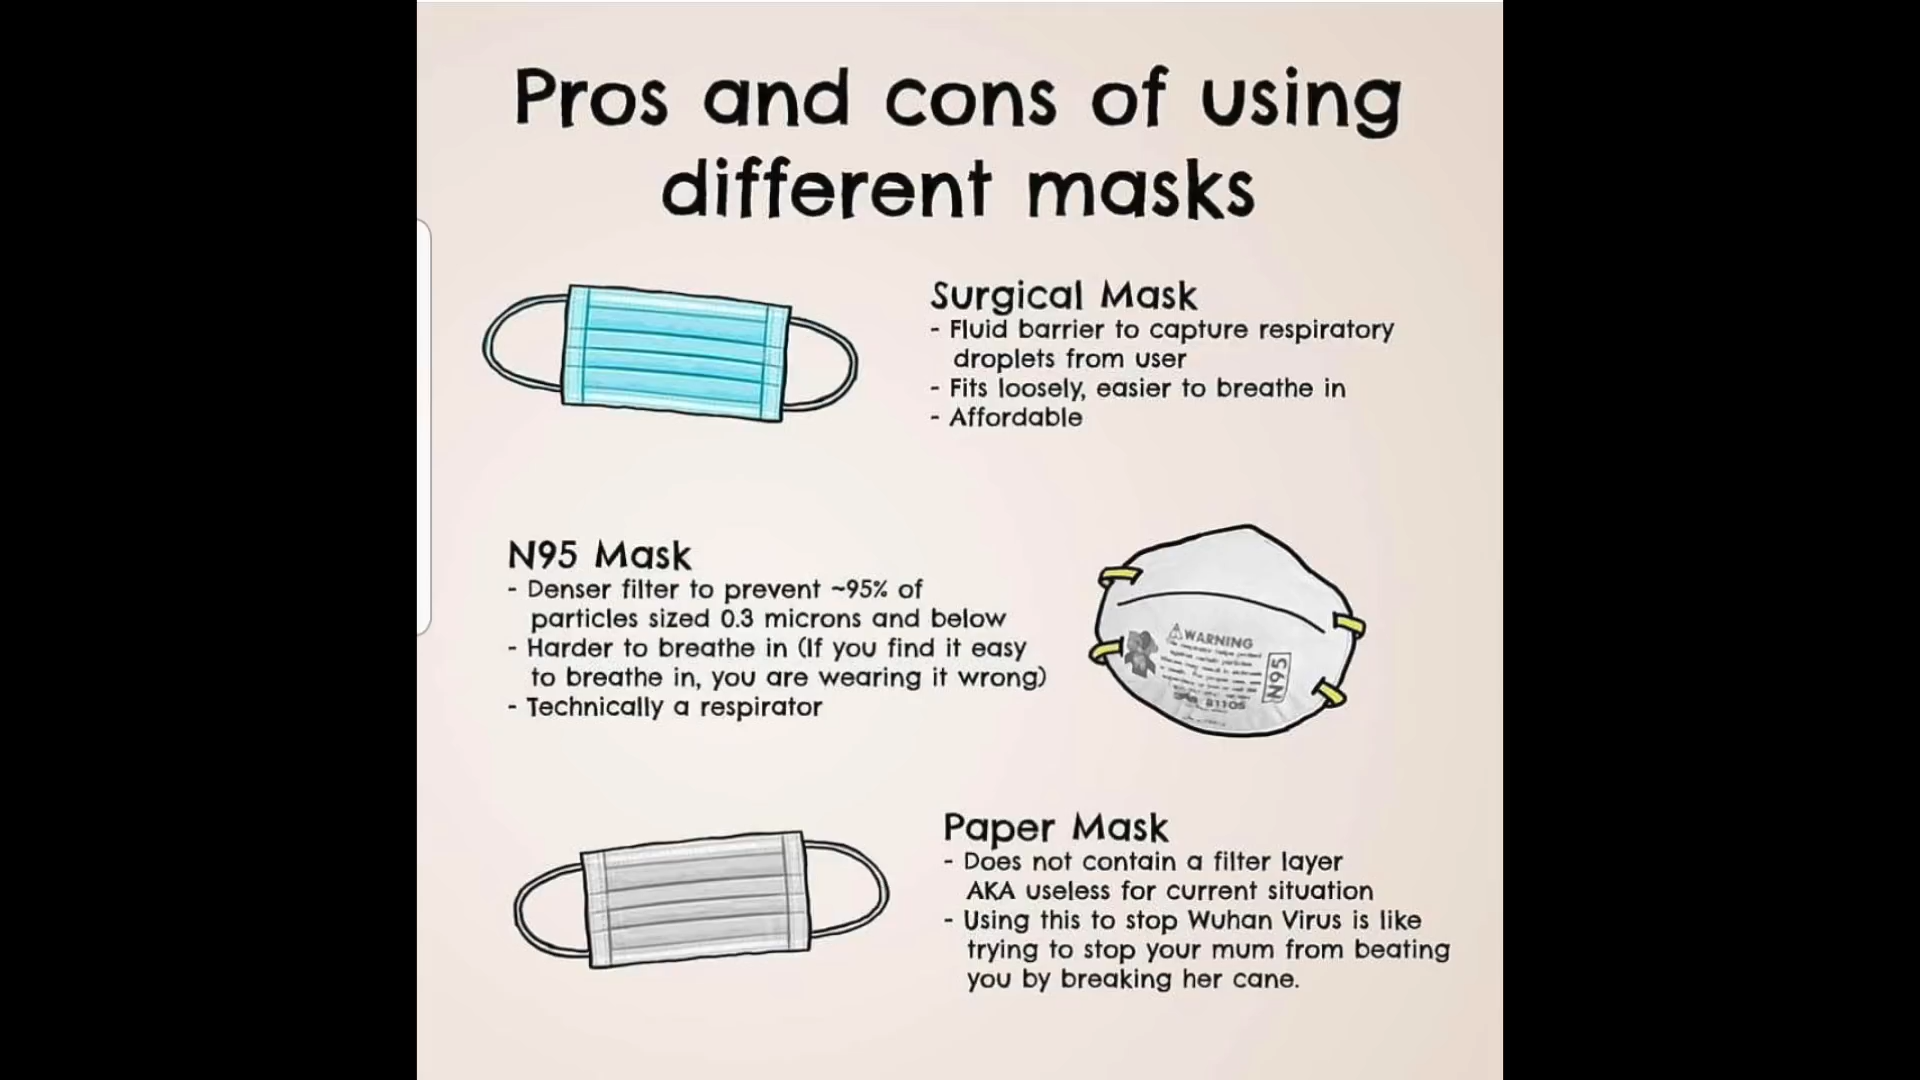 Pros and cons of using
different masks
Surgical Mask
- Fluid barrier to capture respiratory
droplets from user
- Fits loosely, easier to breathe in
- Affordable
N95 Mask
- Denser filter to prevent ~95% of
particles sized 0.3 microns and below
- Harder to breathe in (If you find it easy
to breathe in, you are wearing it wrong)
- Technically a respirator
WARNING
N95
Paper Mask
- Does not contain a filter layer
AKA useless for current situation
- Using this to stop Wuhan Virus is like
trying to stop your mum from beating
you by breaking her cane.